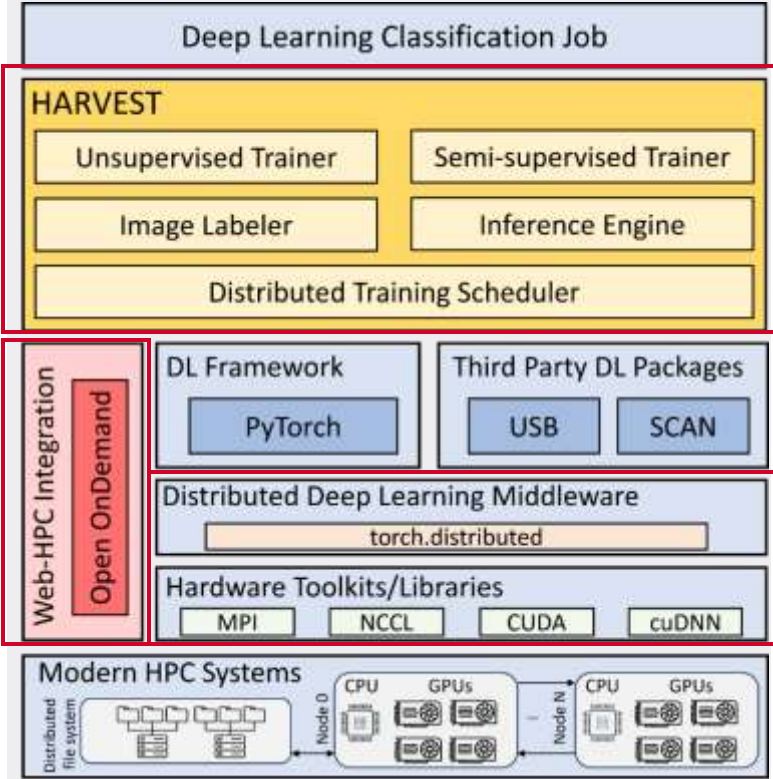 Deep Learning Classification Job
HARVEST
Unsupervised Trainer
Semi-supervised Trainer
Image Labeler
Inference Engine
Distributed Training Scheduler
Web-HPC Integration
Open OnDemand
DL Framework
PyTorch
Third Party DL Packages
USB
SCAN
Distributed Deep Learning Middleware
torch.distributed
Hardware Toolkits/Libraries
MPI
NCCL
CUDA
cuDNN
Modern HPC Systems
Distributed
file system
Node 0
CPU
GPUs
Node N
CPU
GPUs